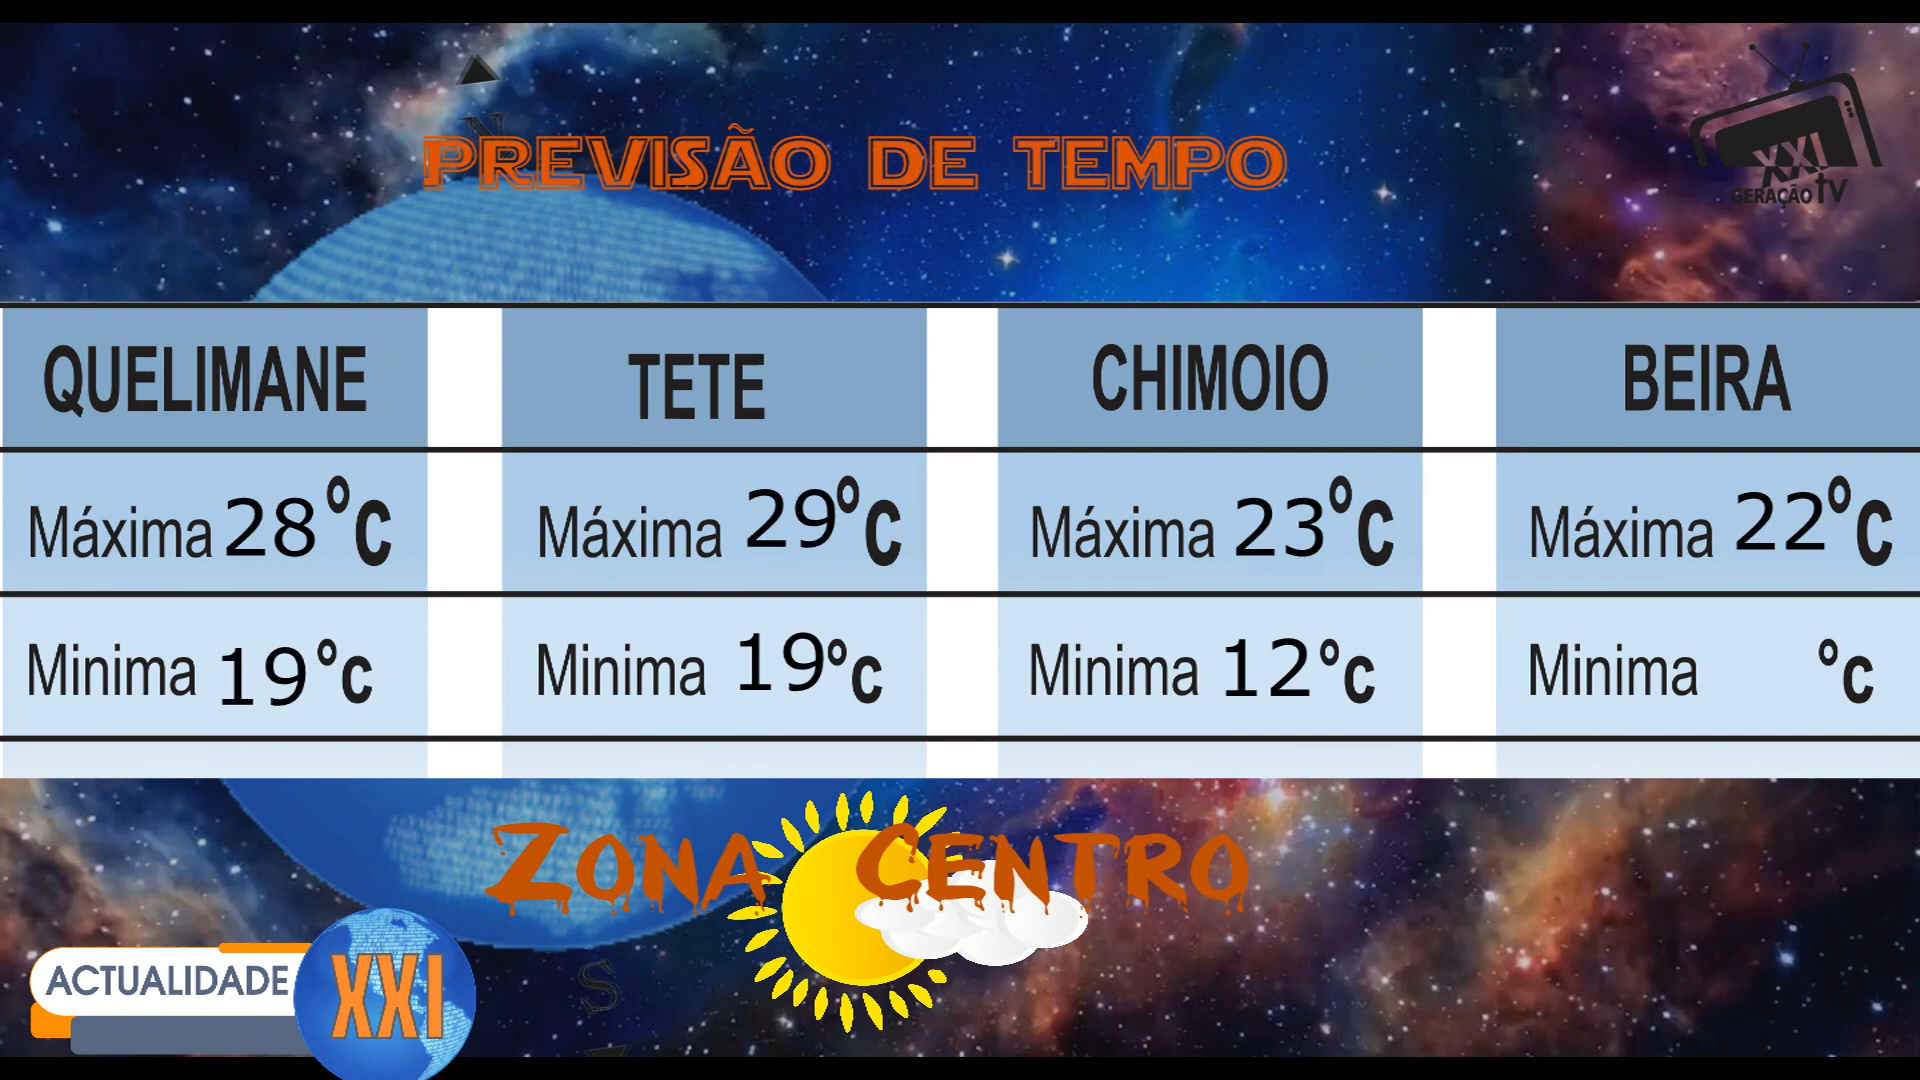 N
PREVISÃO DE TEMPO
XXI
GERAÇÃO tv
QUELIMANE TETE CHIMOIO BEIRA
Máxima 28°C Máxima 29°C Máxima 23°C Máxima 22°C
Minima 19°C Minima 19°C Minima 12°C Minima °C
ZONA CENTRO
ACTUALIDADE XXI
S